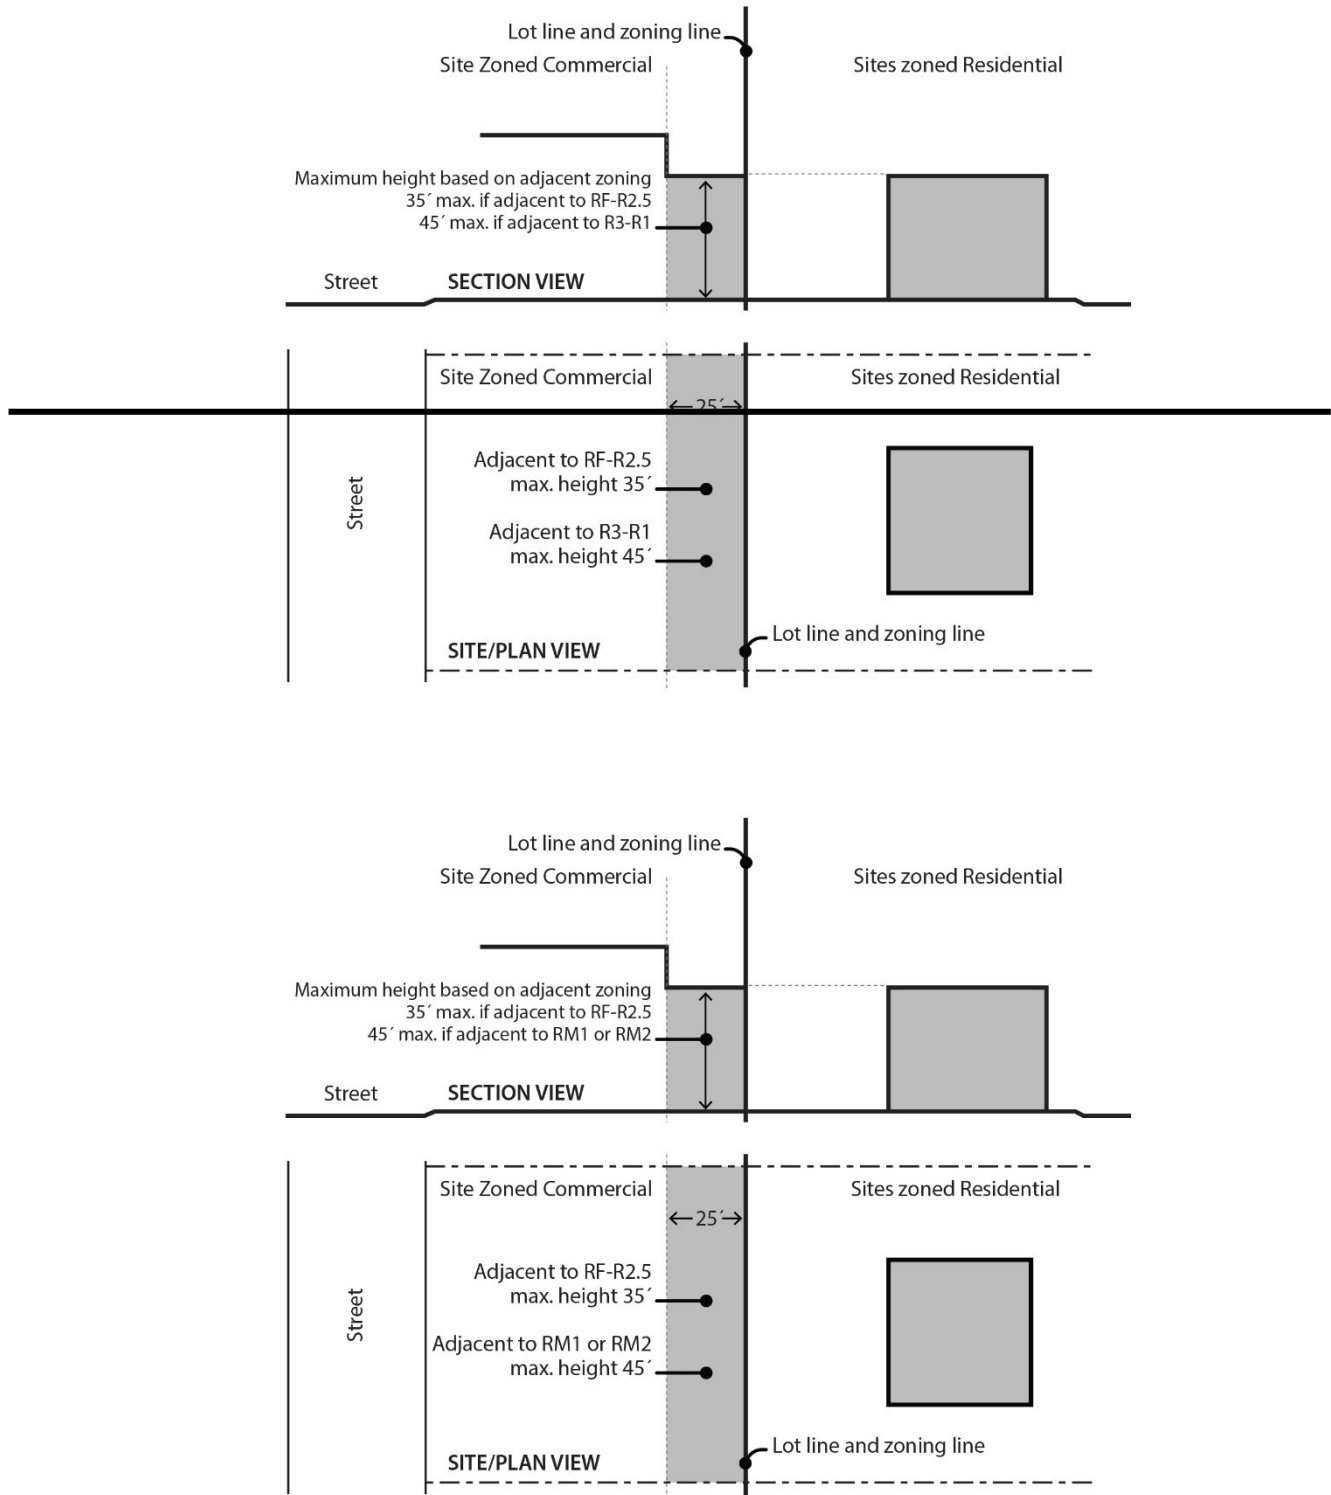 Lot line and zoning line
Site Zoned Commercial
Sites zoned Residential
Maximum height based on adjacent zoning
35´ max. if adjacent to RF-R2.5
45´ max. if adjacent to R3-R1
Street
SECTION VIEW
Site Zoned Commercial
Sites zoned Residential
25´
Adjacent to RF-R2.5
max. height 35´
Street
Adjacent to R3-R1
max. height 45´
Lot line and zoning line
SITE/PLAN VIEW
Lot line and zoning line
Site Zoned Commercial
Sites zoned Residential
Maximum height based on adjacent zoning
35´ max. if adjacent to RF-R2.5
45´ max. if adjacent to RM1 or RM2
Street
SECTION VIEW
Site Zoned Commercial
Sites zoned Residential
25´
Adjacent to RF-R2.5
max. height 35´
Street
Adjacent to RM1 or RM2
max. height 45´
Lot line and zoning line
SITE/PLAN VIEW